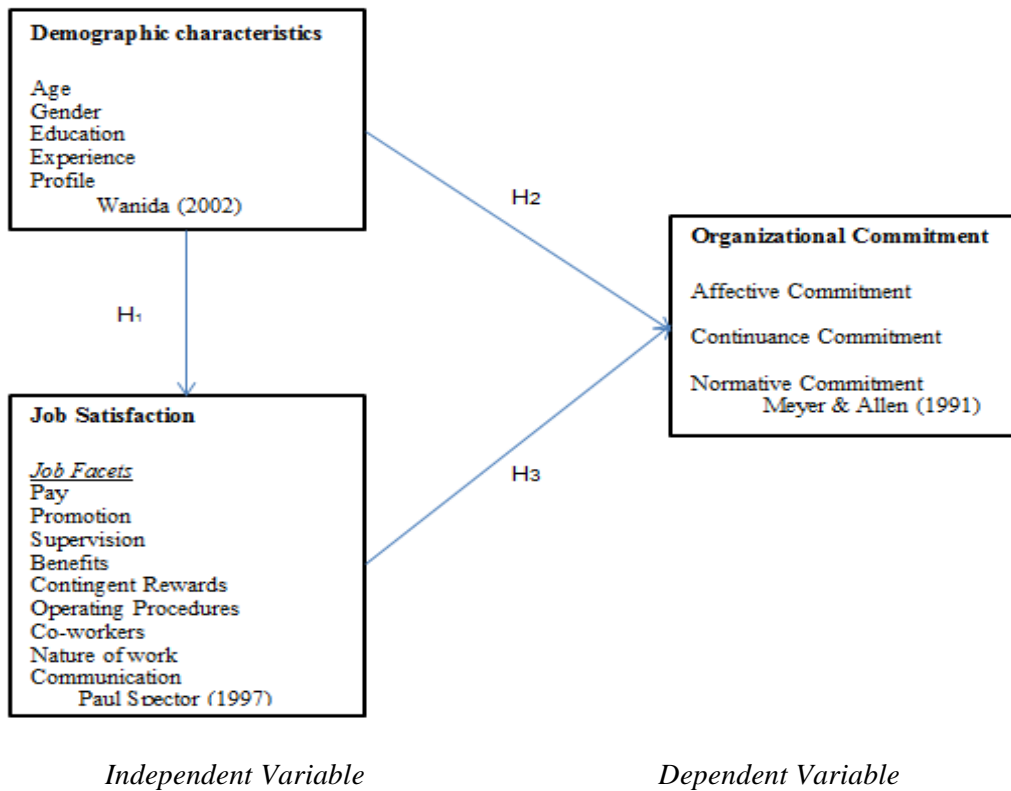 Demographic characteristics
Age
Gender
Education
Experience
Profile
Wanida (2002)
H2
Organizational Commitment
Affective Commitment
Continuance Commitment
Normative Commitment
Meyer & Allen (1991)
H₁
Job Satisfaction
Job Facets
Pay
Promotion
Supervision
Benefits
Contingent Rewards
Operating Procedures
Co-workers
Nature of work
Communication
Paul Spector (1997)
H3
Independent Variable
Dependent Variable